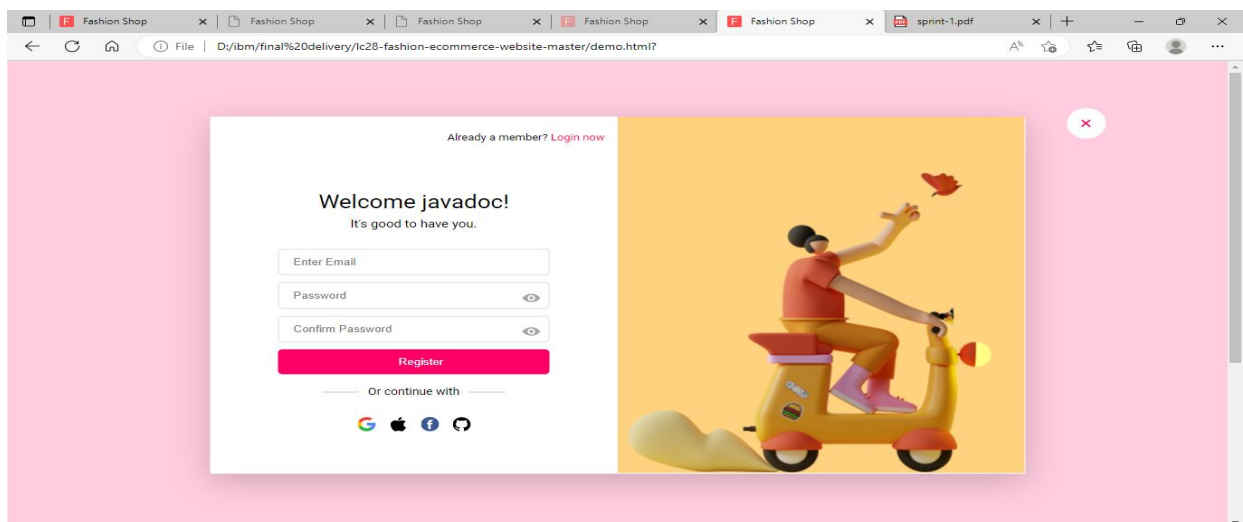 Fashion Shop
Fashion Shop
Fashion Shop
Fashion Shop
Fashion Shop
sprint-1.pdf
File | D:/ibm/final%20delivery/lc28-fashion-ecommerce-website-master/demo.html?
Already a member? Login now
Welcome javadoc!
It's good to have you.
Enter Email
Password
Confirm Password
Register
Or continue with